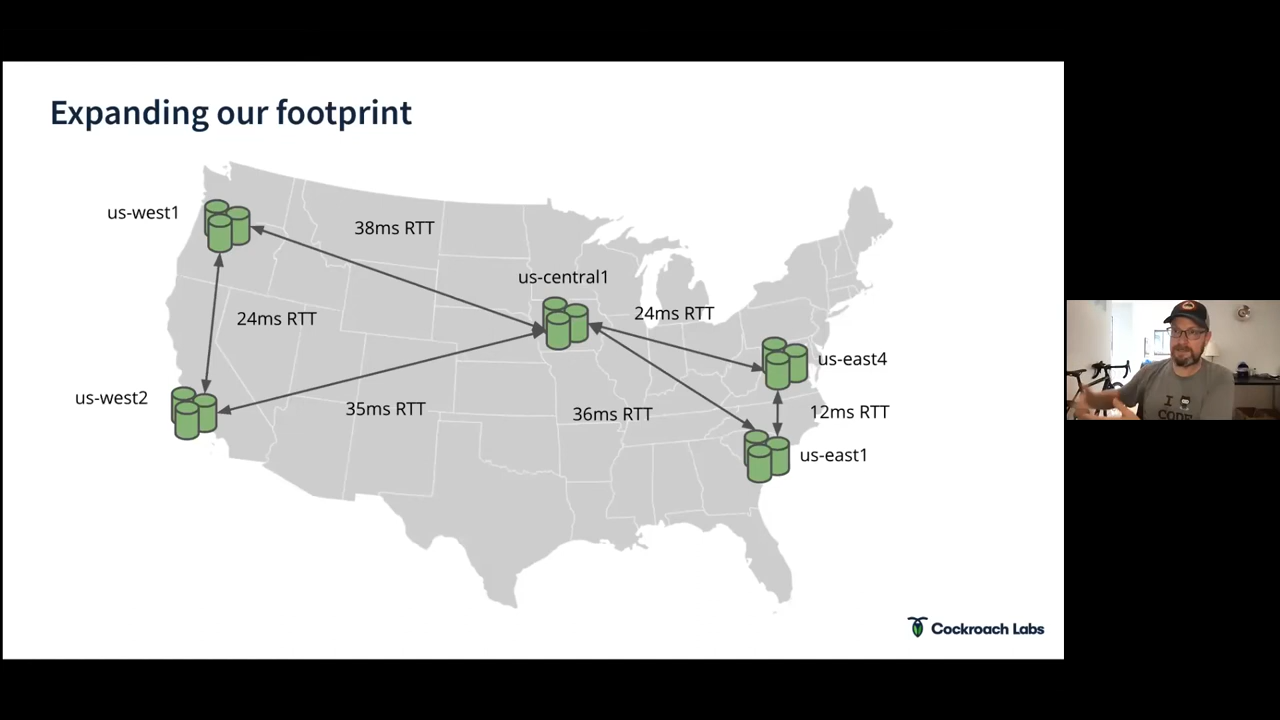 Expanding our footprint
us-west1
38ms RTT
us-central1
24ms RTT
24ms RTT
us-east4
us-west2
35ms RTT
36ms RTT
12ms RTT
us-east1
I
CODE
Cockroach Labs